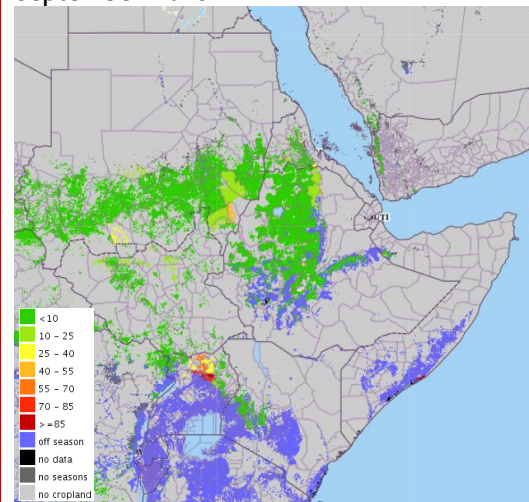 <10
10 - 25
25 - 40
40 - 55
55 - 70
70 - 85
>=85
off season
no data
no seasons
no cropland